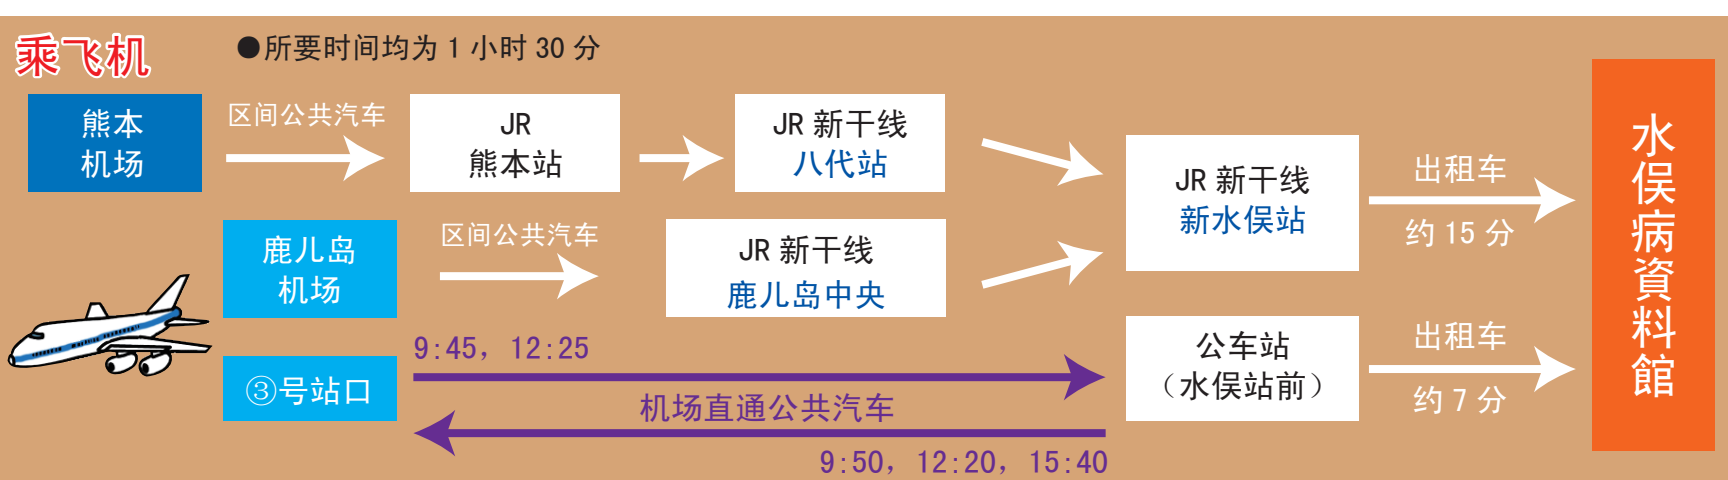 乘飞机
●所要时间均为 1 小时 30 分
熊本
机场
区间公共汽车
JR
熊本站
JR 新干线
八代站
鹿儿岛
机场
区间公共汽车
JR 新干线
鹿儿岛中央
JR 新干线
新水俣站
出租车
约 15 分
③号站口
9:45，12:25
机场直通公共汽车
9:50，12:20，15:40
公车站
（水俣站前）
出租车
约 7 分
水俣病資料館